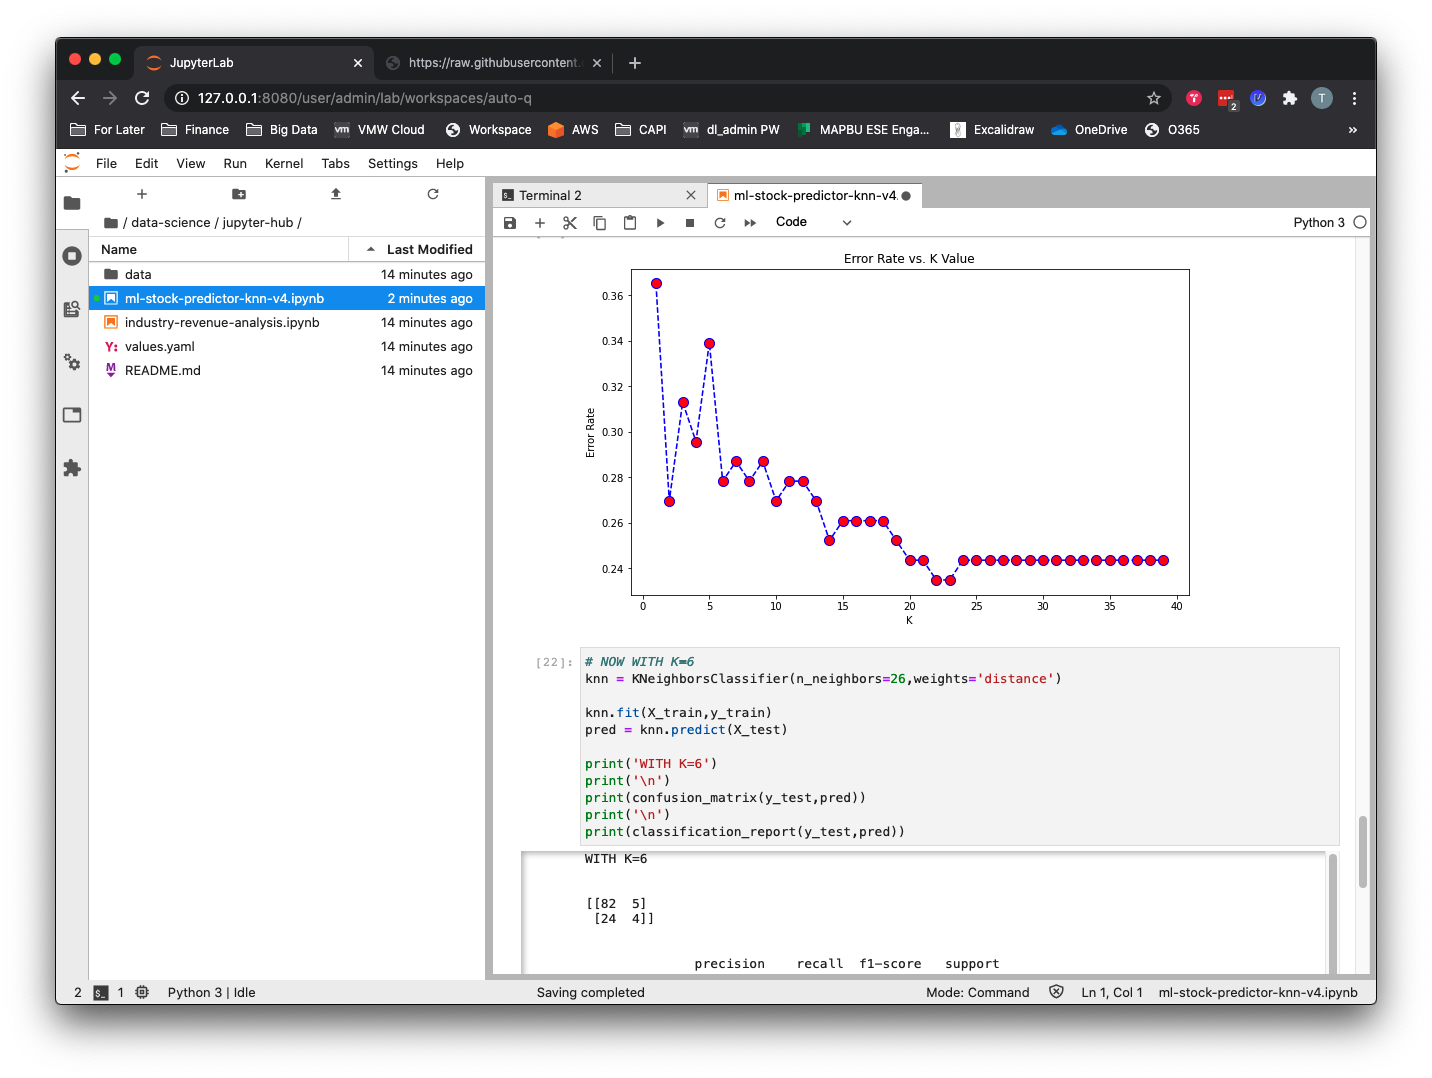 JupyterLab
https://raw.githubusercontent.
127.0.0.1:8080/user/admin/lab/workspaces/auto-q
2
T
For Later
Finance
Big Data
vm VMW Cloud
Workspace
AWS
CAPI
vm dl_admin PW
MAPBU ESE Enga...
Excalidraw
OneDrive
O365
»
File Edit View Run Kernel Tabs Settings Help
Terminal 2
ml-stock-predictor-knn-v4.
/ data-science / jupyter-hub /
Code
Python 3
Name Last Modified
data 14 minutes ago
ml-stock-predictor-knn-v4.ipynb 2 minutes ago
industry-revenue-analysis.ipynb 14 minutes ago
Y: values.yaml 14 minutes ago
M README.md 14 minutes ago
Error Rate vs. K Value
0.36
0.34
0.32
0.30
0.28
0.26
0.24
Error Rate
0 5 10 15 20 25 30 35 40
K
[22]:
# NOW WITH K=6
knn = KNeighborsClassifier(n_neighbors=26,weights='distance')
knn.fit(X_train,y_train)
pred = knn.predict(X_test)
print('WITH K=6')
print('\n')
print(confusion_matrix(y_test,pred))
print('\n')
print(classification_report(y_test,pred))
WITH K=6
[[82 5]
[24 4]]
precision recall f1-score support
2 $_ 1 Python 3 | Idle Saving completed Mode: Command Ln 1, Col 1 ml-stock-predictor-knn-v4.ipynb